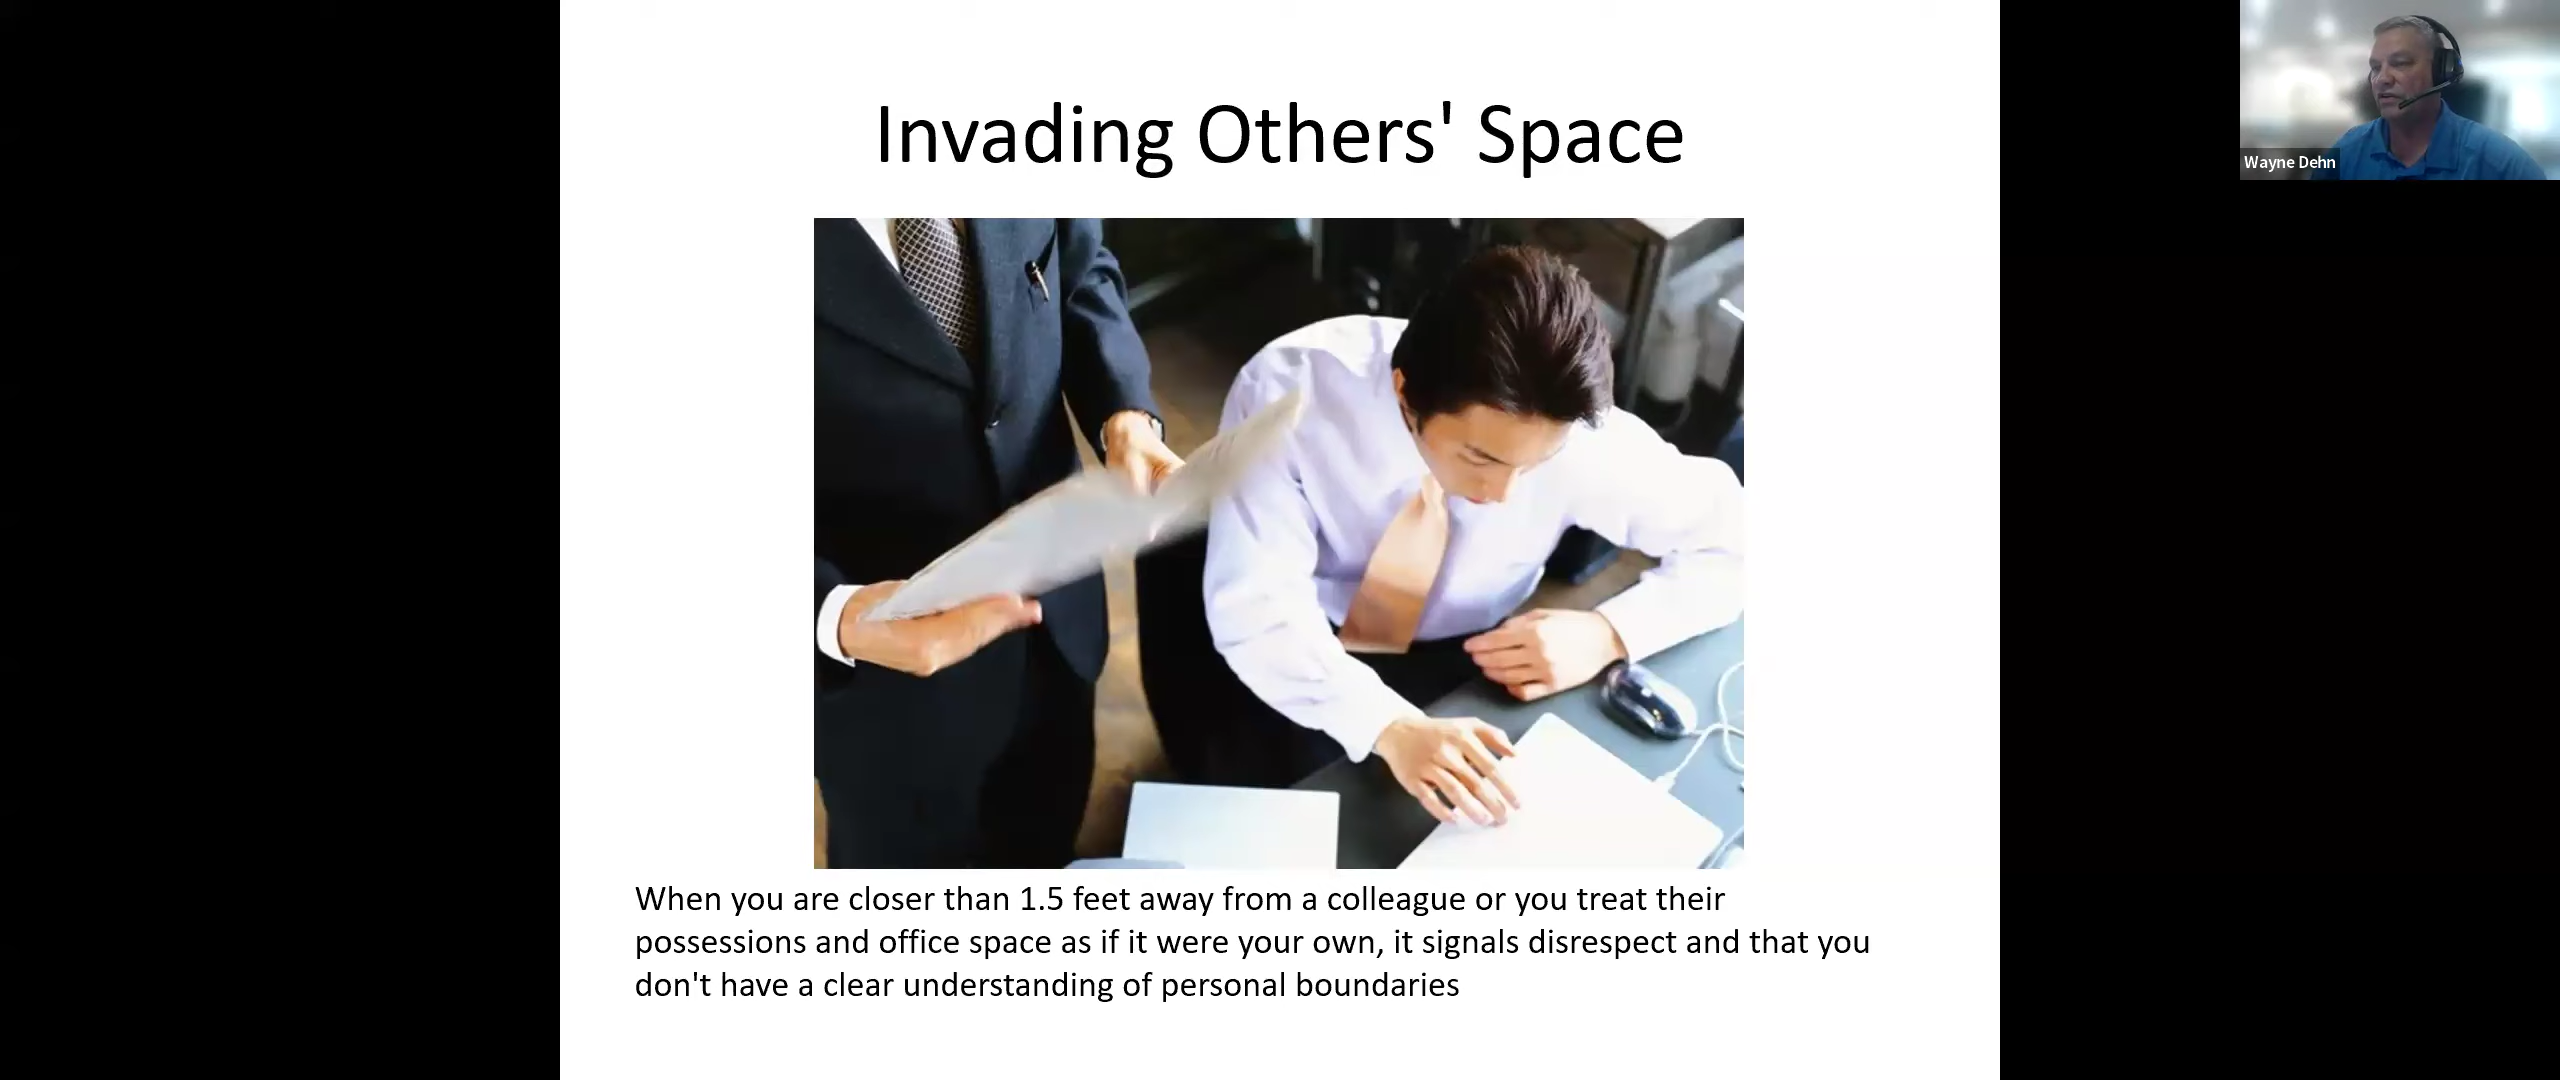 Invading Others' Space
Wayne Dehn
When you are closer than 1.5 feet away from a colleague or you treat their
possessions and office space as if it were your own, it signals disrespect and that you
don't have a clear understanding of personal boundaries